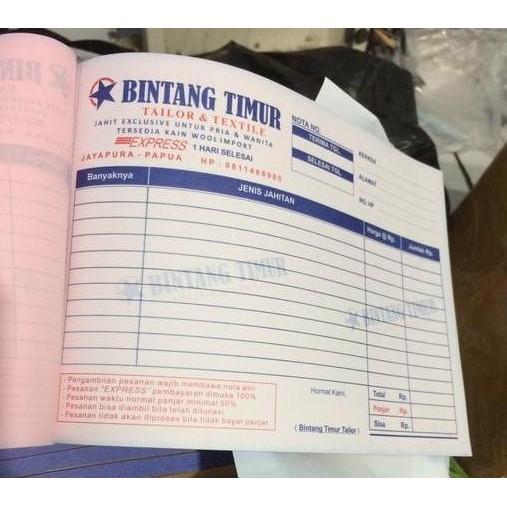 BINTANG TIMUR
TAILOR & TEXTILE
JAHIT EXCLUSIVE UNTUK PRIA & WANITA
TERSEDIA KAIN WOOL IMPORT
EXPRESS 1 HARI SELESAI
JAYAPURA - PAPUA HP : 0811488980
NOTA NO.
TERIMA TGL.
SELESAI TGL.
KEPADA
ALAMAT
NO. HP
Banyaknya JENIS JAHITAN Harga @ Rp. Jumlah Rp.
BINTANG TIMUR
BINTANG TIMUR
- Pengambilan pesanan wajib membawa nota asli
- Pesanan "EXPRESS" pembayaran dimuka 100%
- Pesanan waktu normal panjar minimal 50%
- Pesanan bisa diambil bila telah dilunasi
- Pesanan tidak akan diproses bila tidak bayar panjar
Hormat Kami,
( Bintang Timur Tailor )
Total Rp.
Panjar Rp.
Sisa Rp.